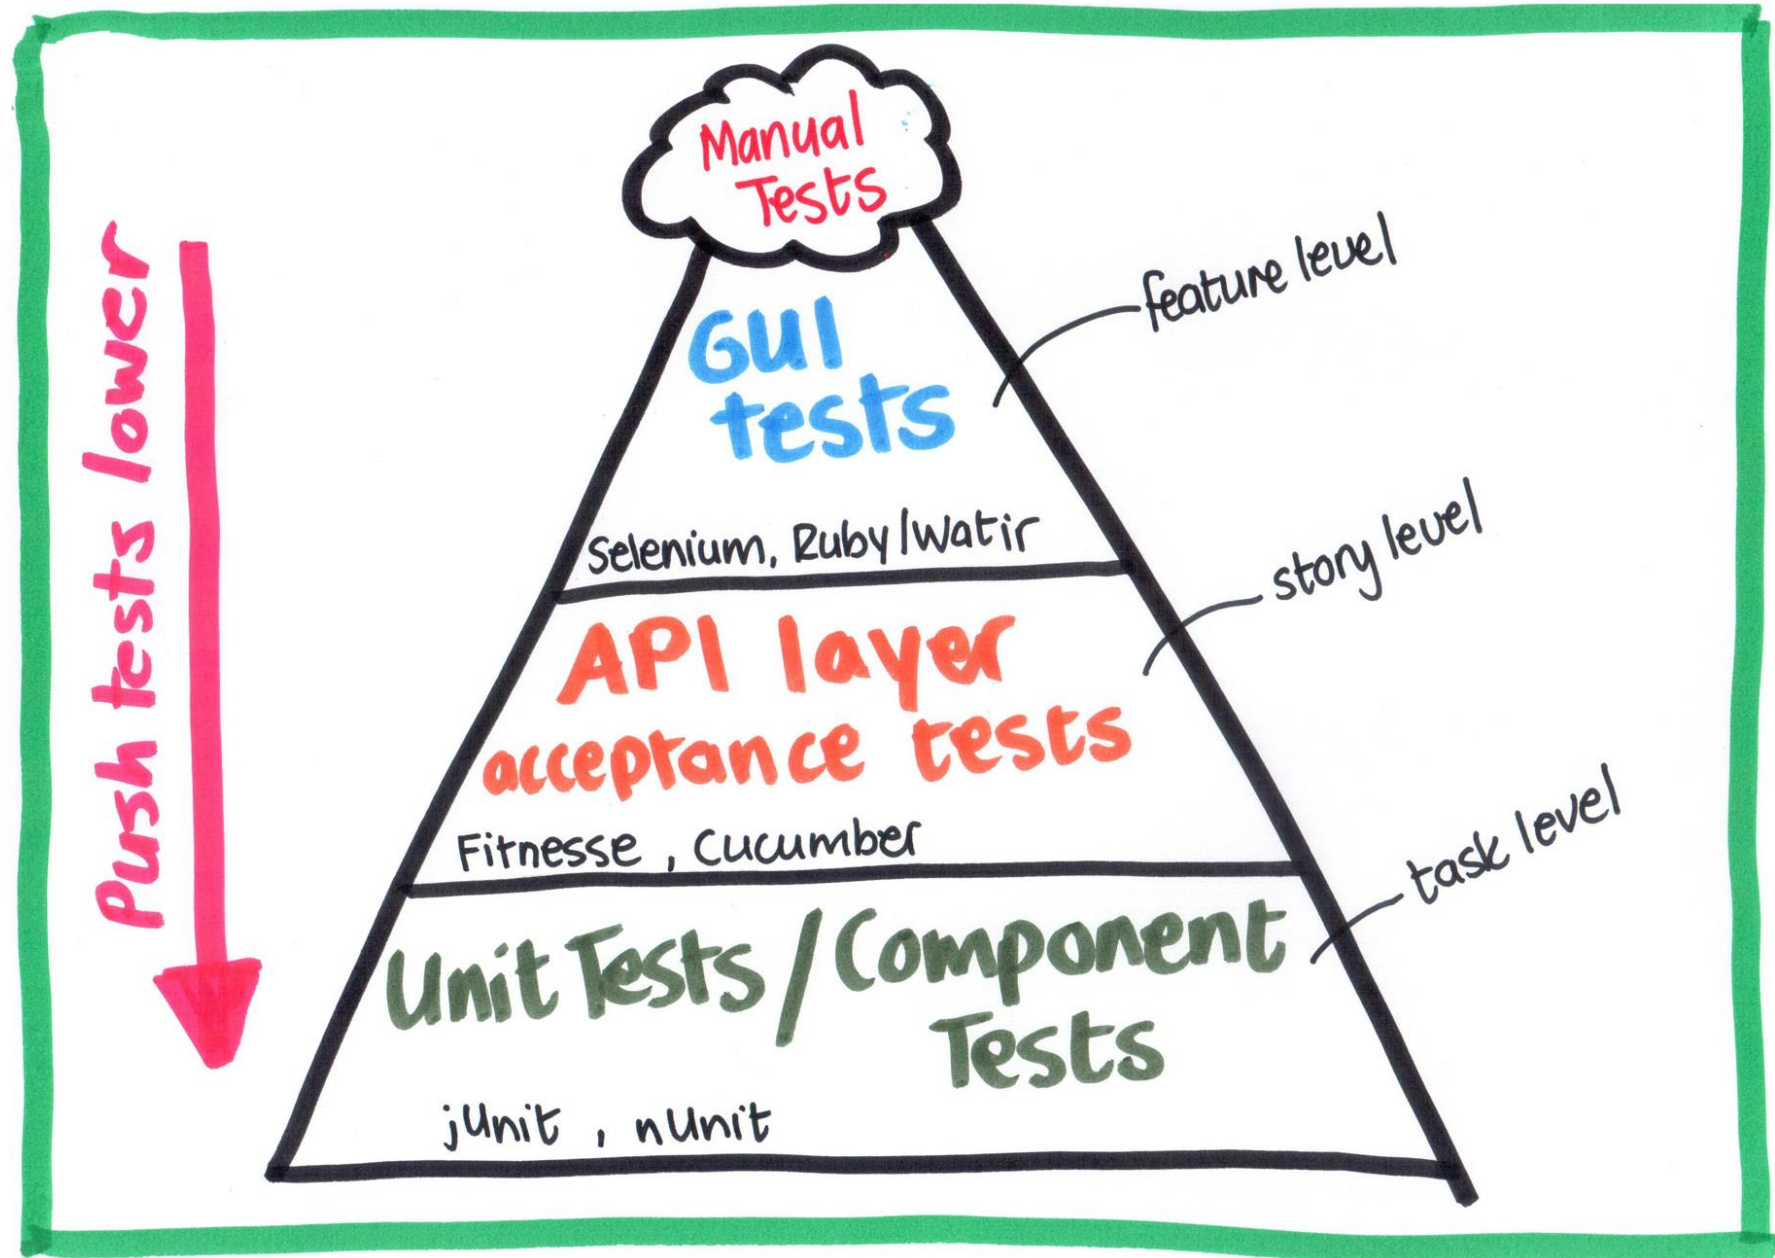 Manual
Tests
GUI
tests
Selenium, Ruby/Watir
feature level
API layer
acceptance tests
Fitnesse , Cucumber
story level
Unit Tests / Component
Tests
jUnit , nUnit
task level
Push tests lower